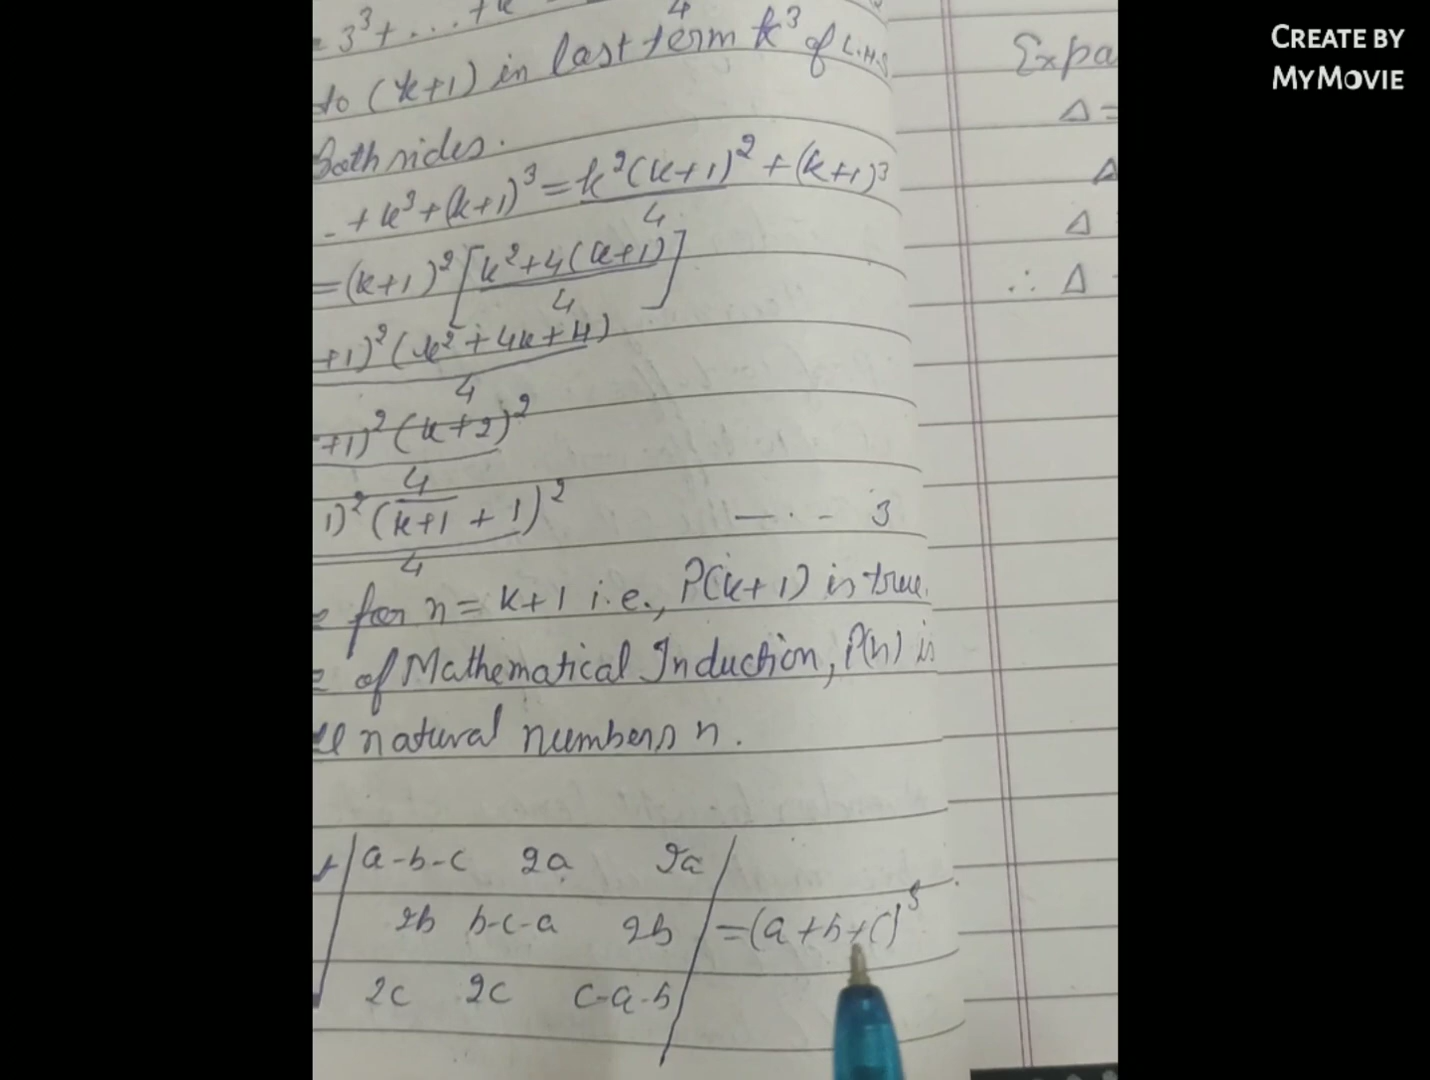 3³ + ... + k
4
to (k+1) in last term k³ of L.H.S
Both sides.
- + k³ + (k+1)³ = k²(k+1)² + (k+1)³
4
= (k+1)² [k² + 4(k+1)]
4
+1)² (k² + 4k + 4)
4
+1)² (k+2)²
4
1)² (k+1 + 1)² — . - 3
4
for n = k+1 i.e., P(k+1) is true.
of Mathematical Induction, P(n) is
natural numbers n.
a-b-c 2a 2a
2b b-c-a 2b = (a+b+c)³
2c 2c c-a-b
Expa
Δ =
Δ
Δ
∴ Δ
CREATE BY
MYMOVIE